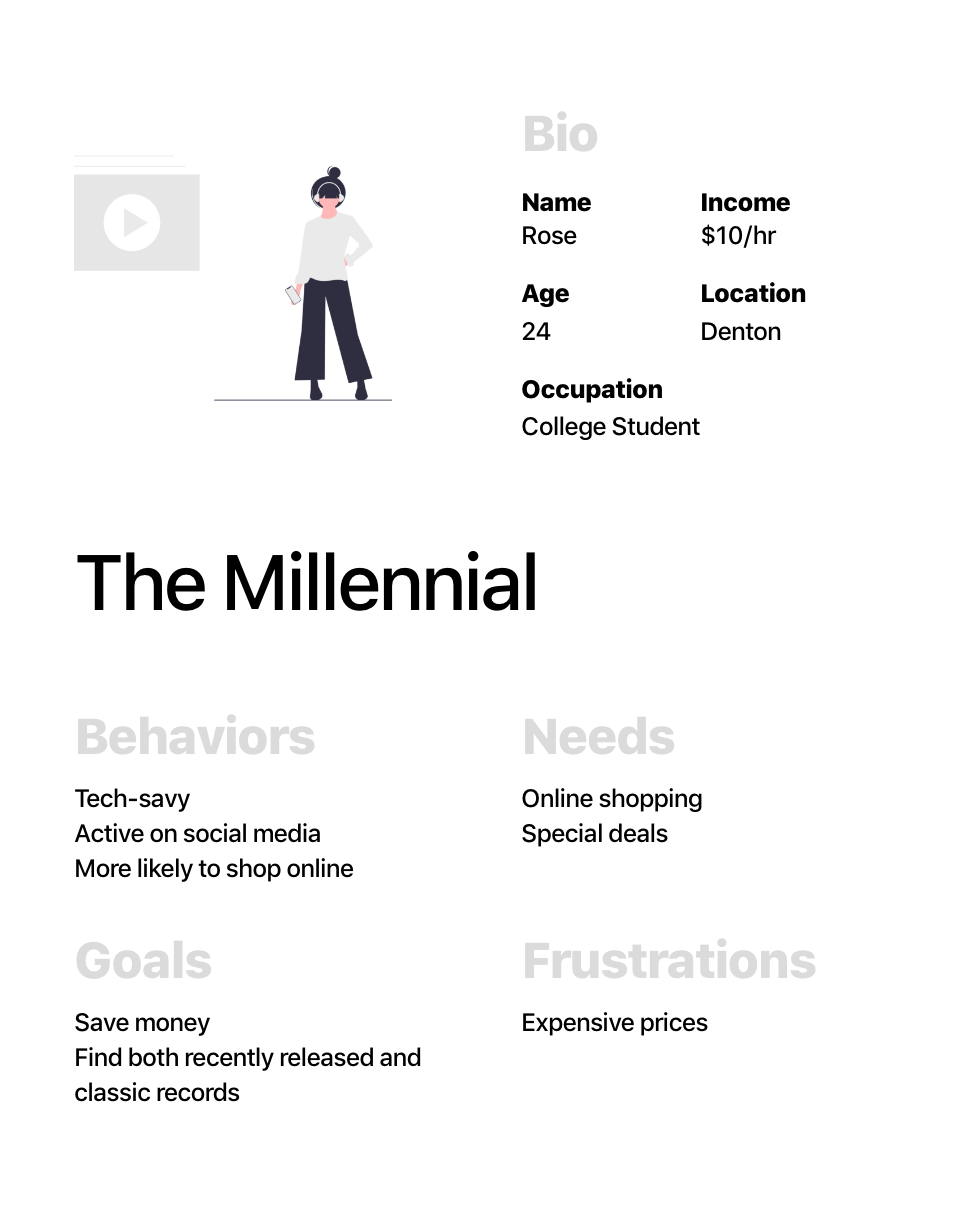 Bio
Name
Rose
Income
$10/hr
Age
24
Location
Denton
Occupation
College Student
The Millennial
Behaviors
Tech-savy
Active on social media
More likely to shop online
Needs
Online shopping
Special deals
Goals
Save money
Find both recently released and
classic records
Frustrations
Expensive prices